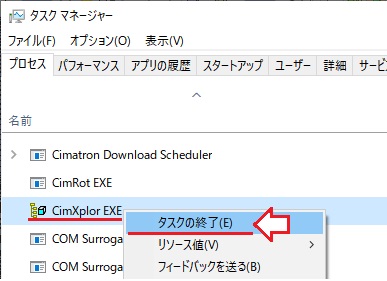 タスク マネージャー
ファイル(F) オプション(O) 表示(V)
プロセス パフォーマンス アプリの履歴 スタートアップ ユーザー 詳細 サービ
名前
Cimatron Download Scheduler
CimRot EXE
CimXplor EXE
タスクの終了(E)
COM Surroga
リソース値(V)
COM Surroga
フィードバックを送る(B)